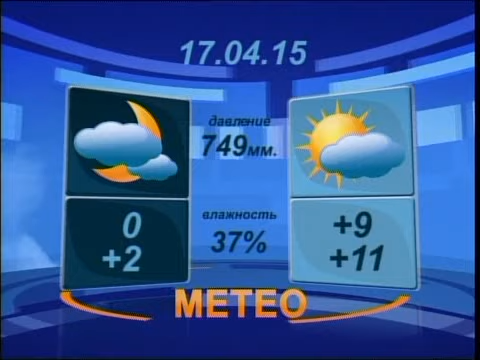 17.04.15
давление
749мм.
влажность
37%
0
+2
+9
+11
МЕТЕО